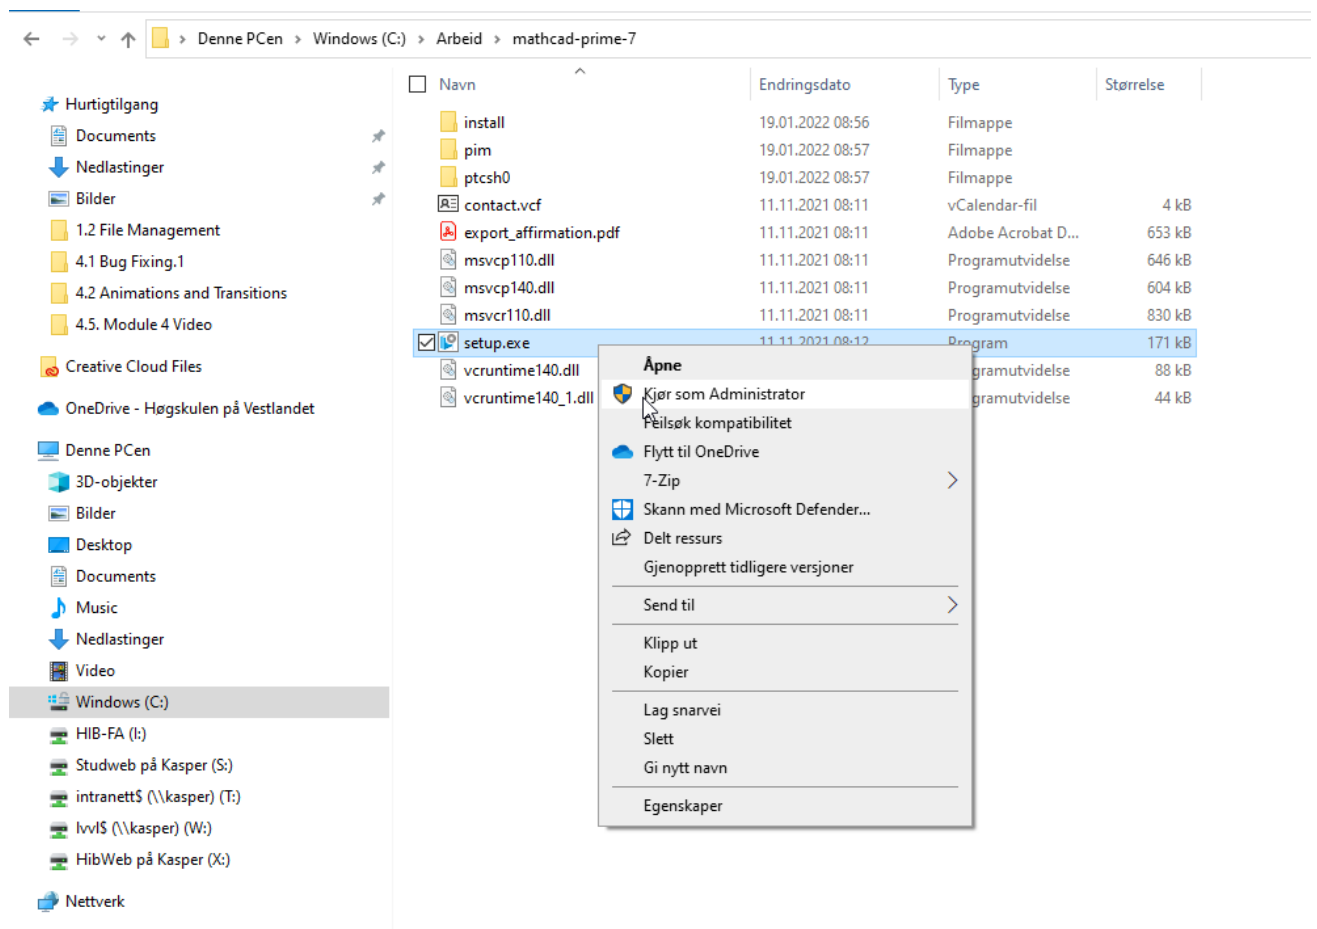 Denne PCen > Windows (C:) > Arbeid > mathcad-prime-7
Navn Endringsdato Type Størrelse
Hurtigtilgang
Documents
Nedlastinger
Bilder
1.2 File Management
4.1 Bug Fixing.1
4.2 Animations and Transitions
4.5. Module 4 Video
Creative Cloud Files
OneDrive - Høgskulen på Vestlandet
Denne PCen
3D-objekter
Bilder
Desktop
Documents
Music
Nedlastinger
Video
Windows (C:)
HIB-FA (I:)
Studweb på Kasper (S:)
intranett$ (\\kasper) (T:)
lvvl$ (\\kasper) (W:)
HibWeb på Kasper (X:)
Nettverk
install 19.01.2022 08:56 Filmappe
pim 19.01.2022 08:57 Filmappe
ptcsh0 19.01.2022 08:57 Filmappe
contact.vcf 11.11.2021 08:11 vCalendar-fil 4 kB
export_affirmation.pdf 11.11.2021 08:11 Adobe Acrobat D... 653 kB
msvcp110.dll 11.11.2021 08:11 Programutvidelse 646 kB
msvcp140.dll 11.11.2021 08:11 Programutvidelse 604 kB
msvcr110.dll 11.11.2021 08:11 Programutvidelse 830 kB
setup.exe 11.11.2021 08:12 Program 171 kB
vcruntime140.dll gramutvidelse 88 kB
vcruntime140_1.dll gramutvidelse 44 kB
Åpne
Kjør som Administrator
Feilsøk kompatibilitet
Flytt til OneDrive
7-Zip
Skann med Microsoft Defender...
Delt ressurs
Gjenopprett tidligere versjoner
Send til
Klipp ut
Kopier
Lag snarvei
Slett
Gi nytt navn
Egenskaper